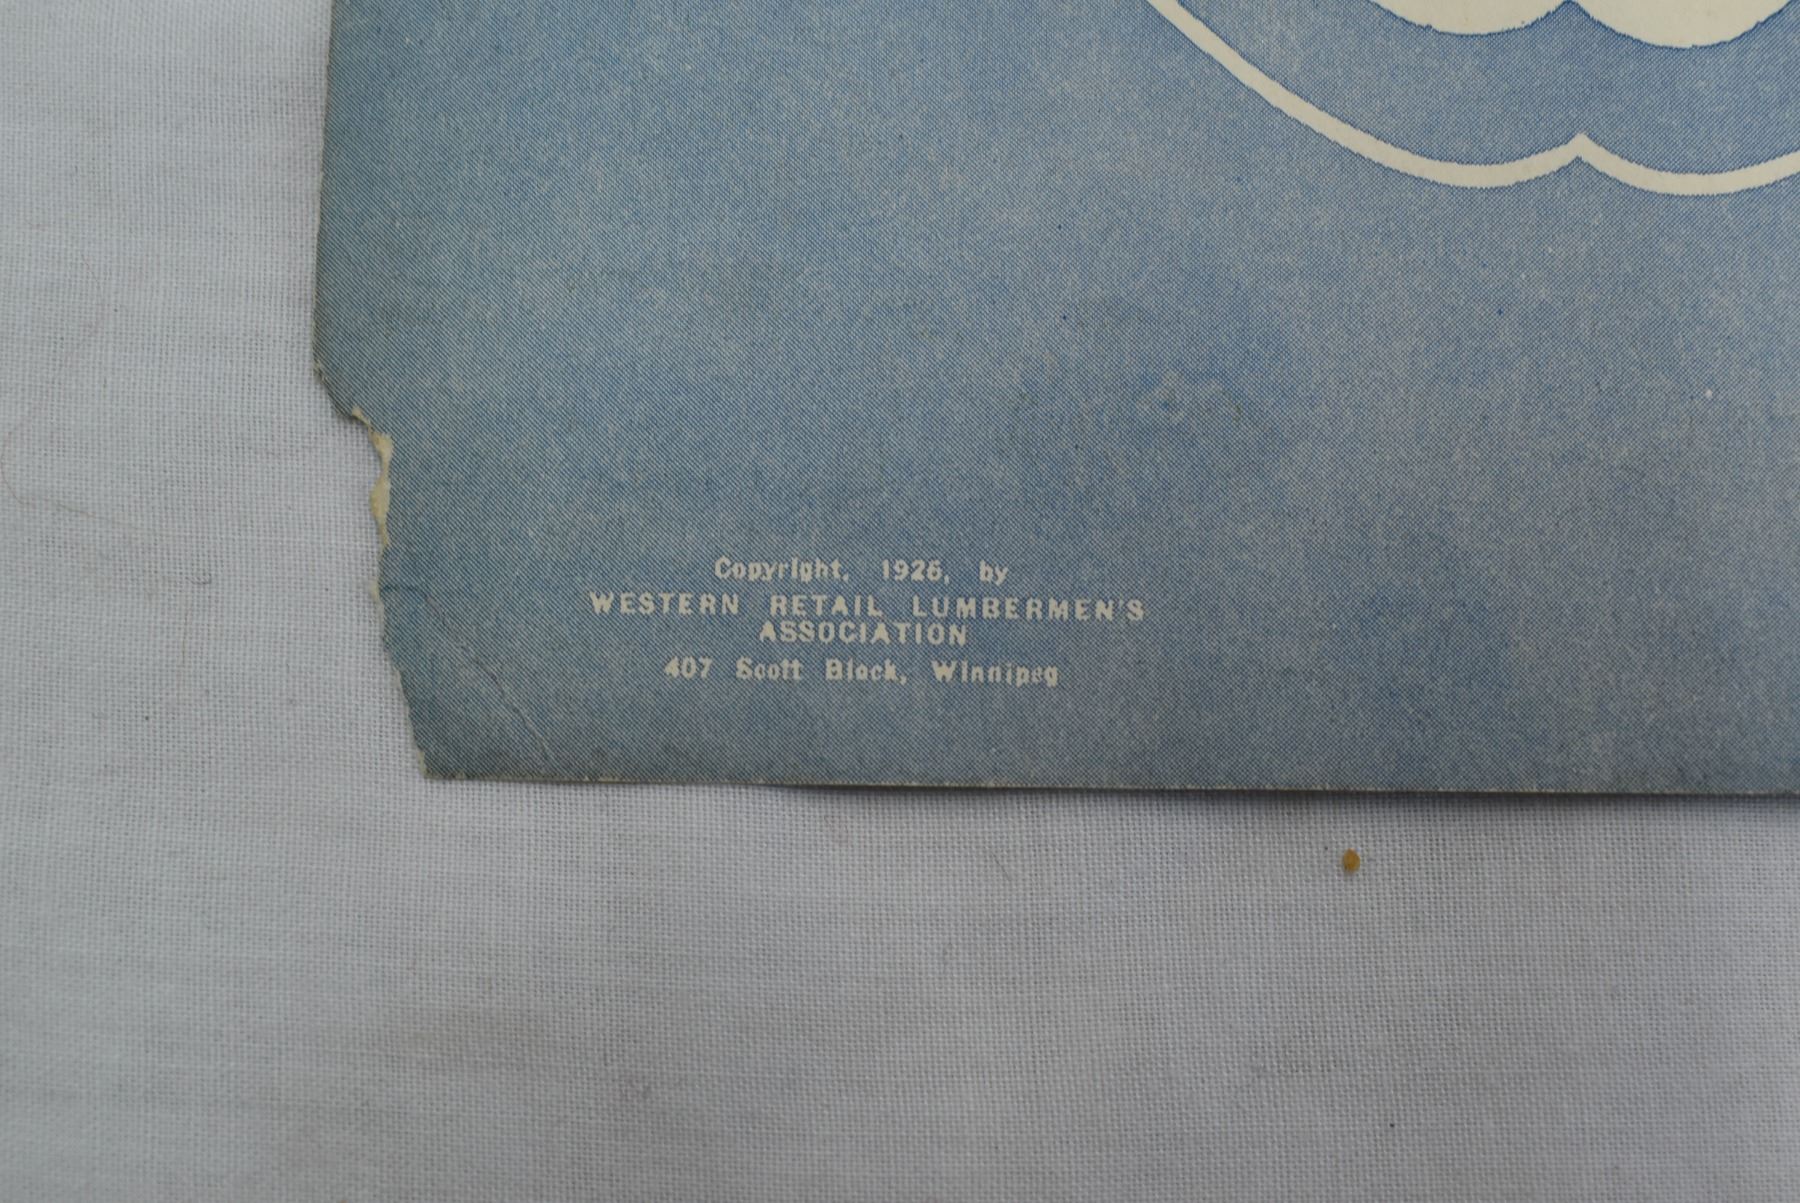 Copyright, 1926, by
WESTERN RETAIL LUMBERMEN'S
ASSOCIATION
407 Scott Block, Winnipeg